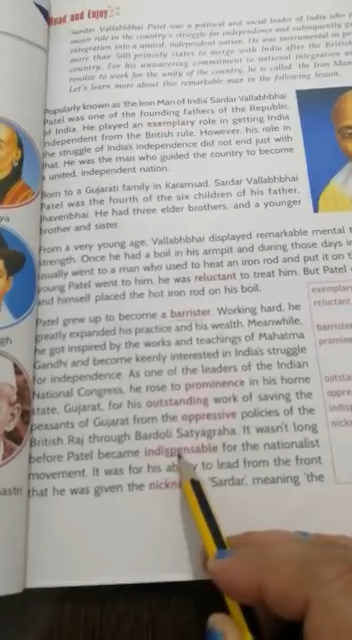 Read and Enjoy
Sardar Vallabhbhai Patel was a political and social leader of India who
major role in the country's struggle for independence and subsequently
integration into a united, independent nation. He was instrumental in
more than 500 princely states to merge with India after the British
country. For his unswerving commitment to national integration
resolve to work for the unity of the country, he is called 'the Iron Man
Let's learn more about this remarkable man in the following lesson.
Popularly known as 'the Iron Man of India' Sardar Vallabhbhai
Patel was one of the founding fathers of the Republic
of India. He played an exemplary role in getting India
independent from the British rule. However, his role in
the struggle of India's independence did not end just with
that. He was the man who guided the country to become
a united, independent nation.
Born to a Gujarati family in Karamsad, Sardar Vallabhbhai
Patel was the fourth of the six children of his father,
Jhaveribhai. He had three elder brothers, and a younger
brother and sister.
From a very young age, Vallabhbhai displayed remarkable mental
strength. Once he had a boil in his armpit and during those days
usually went to a man who used to heat an iron rod and put it on
young Patel went to him, he was reluctant to treat him. But Patel
and himself placed the hot iron rod on his boil.
Patel grew up to become a barrister. Working hard, he
greatly expanded his practice and his wealth. Meanwhile,
he got inspired by the works and teachings of Mahatma
Gandhi and become keenly interested in India's struggle
for independence. As one of the leaders of the Indian
National Congress, he rose to prominence in his home
state, Gujarat, for his outstanding work of saving the
peasants of Gujarat from the oppressive policies of the
British Raj through Bardoli Satyagraha. It wasn't long
before Patel became indispensable for the nationalist
movement. It was for his to lead from the front
that he was given the 'Sardar', meaning 'the
exemplar
reluctant
barriste
promine
outsta
oppre
indis
nickn
ya
gh
astri